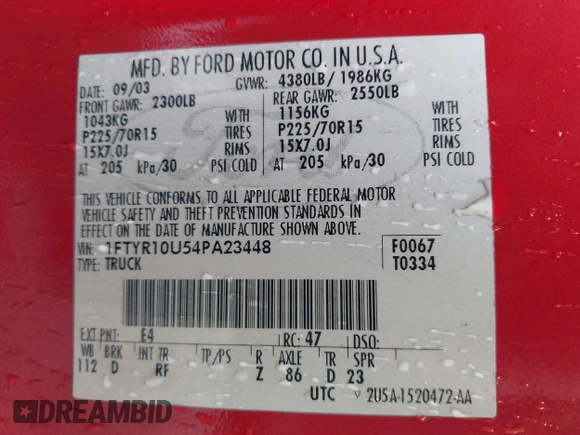 MFD. BY FORD MOTOR CO. IN U.S.A.
DATE: 09/03 GVWR: 4380LB/ 1986KG
FRONT GAWR: 2300LB REAR GAWR: 2550LB
1043KG WITH 1156KG WITH
P225/70R15 TIRES P225/70R15 TIRES
15X7.0J RIMS 15X7.0J RIMS
AT 205 kPa/30 PSI COLD AT 205 kPa/30 PSI COLD
THIS VEHICLE CONFORMS TO ALL APPLICABLE FEDERAL MOTOR
VEHICLE SAFETY AND THEFT PREVENTION STANDARDS IN
EFFECT ON THE DATE OF MANUFACTURE SHOWN ABOVE.
VIN: 1FTYR10U54PA23448 F0067
TYPE: TRUCK T0334
EXT PNT: E4 RC: 47 DSO:
WB BRK INT TR TP/PS R AXLE TR SPR
112 D RF Z 86 D 23
UTC 2U5A-1520472-AA
Ford
DREAMBID